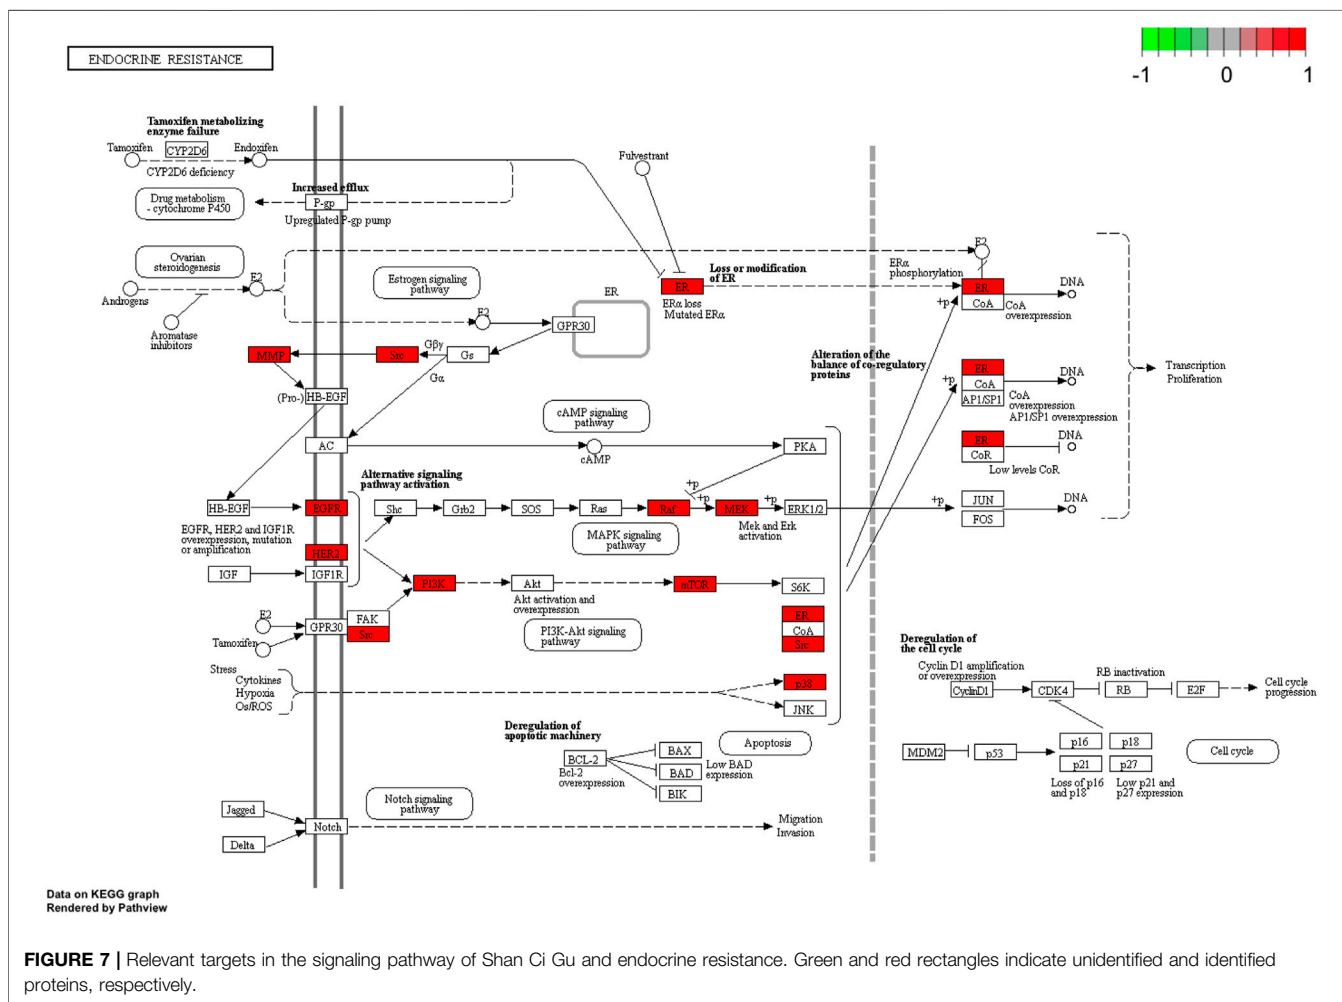 ENDOCRINE RESISTANCE
-1 0 1
Tamoxifen metabolizing
enzyme failure
Tamoxifen
CYP2D6
Endoxifen
CYP2D6 deficiency
Fulvestrant
Drug metabolism
- cytochrome P450
Increased efflux
P-gp
Upregulated P-gp pump
Ovarian
steroidogenesis
Androgens
E2
Aromatase
inhibitors
Estrogen signaling
pathway
E2
GPR30
ER
ER
Loss or modification
of ER
ERα loss
Mutated ERα
E2
ERα
phosphorylation
+p
ER
CoA
CoA
overexpression
DNA
MMP
Src
Gβγ
Gs
Gα
(Pro-)
HB-EGF
Alteration of the
balance of co-regulatory
proteins
+p
ER
CoA
AP1/SP1
DNA
CoA
overexpression
AP1/SP1 overexpression
Transcription
Proliferation
cAMP signaling
pathway
AC
cAMP
PKA
ER
CoR
DNA
Low levels CoR
Alternative signaling
pathway activation
HB-EGF
EGFR
Shc
Grb2
SOS
Ras
+p
Raf
+p
MEK
+p
ERK1/2
+p
JUN
FOS
DNA
EGFR, HER2 and IGF1R
overexpression, mutation
or amplification
HER2
MAPK signaling
pathway
Mek and Erk
activation
IGF
IGF1R
PI3K
Akt
mTOR
S6K
Akt activation and
overexpression
E2
Tamoxifen
GPR30
FAK
Src
PI3K-Akt signaling
pathway
ER
CoA
Src
Stress
Cytokines
Hypoxia
Os/ROS
p38
JNK
Deregulation of
the cell cycle
Cyclin D1 amplification
or overexpression
RB inactivation
CyclinD1
CDK4
RB
E2F
Cell cycle
progression
Deregulation of
apoptotic machinery
BCL-2
Bcl-2
overexpression
BAX
BAD
BIK
Low BAD
expression
Apoptosis
MDM2
p53
p16
p18
p21
p27
Loss of p16
and p18
Low p21 and
p27 expression
Cell cycle
Jagged
Delta
Notch
Notch signaling
pathway
Migration
Invasion
Data on KEGG graph
Rendered by Pathview
FIGURE 7 | Relevant targets in the signaling pathway of Shan Ci Gu and endocrine resistance. Green and red rectangles indicate unidentified and identified
proteins, respectively.